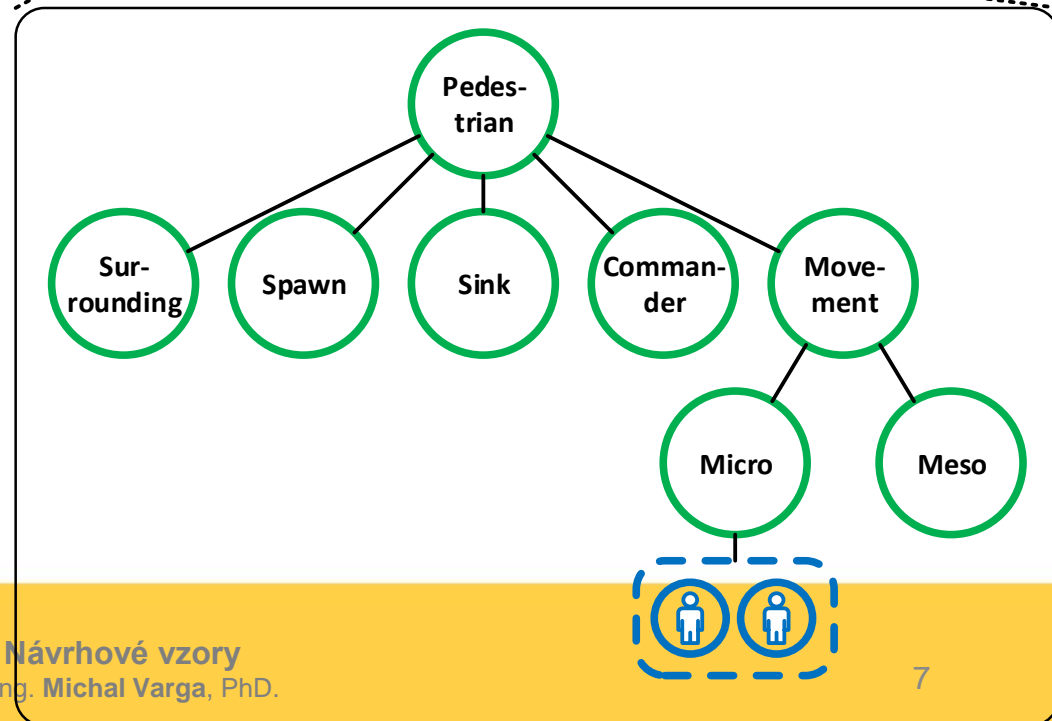 Pedes-
trian
Sur-
rounding
Spawn
Sink
Comman-
der
Move-
ment
Micro
Meso
Návrhové vzory
ng. Michal Varga, PhD.
7